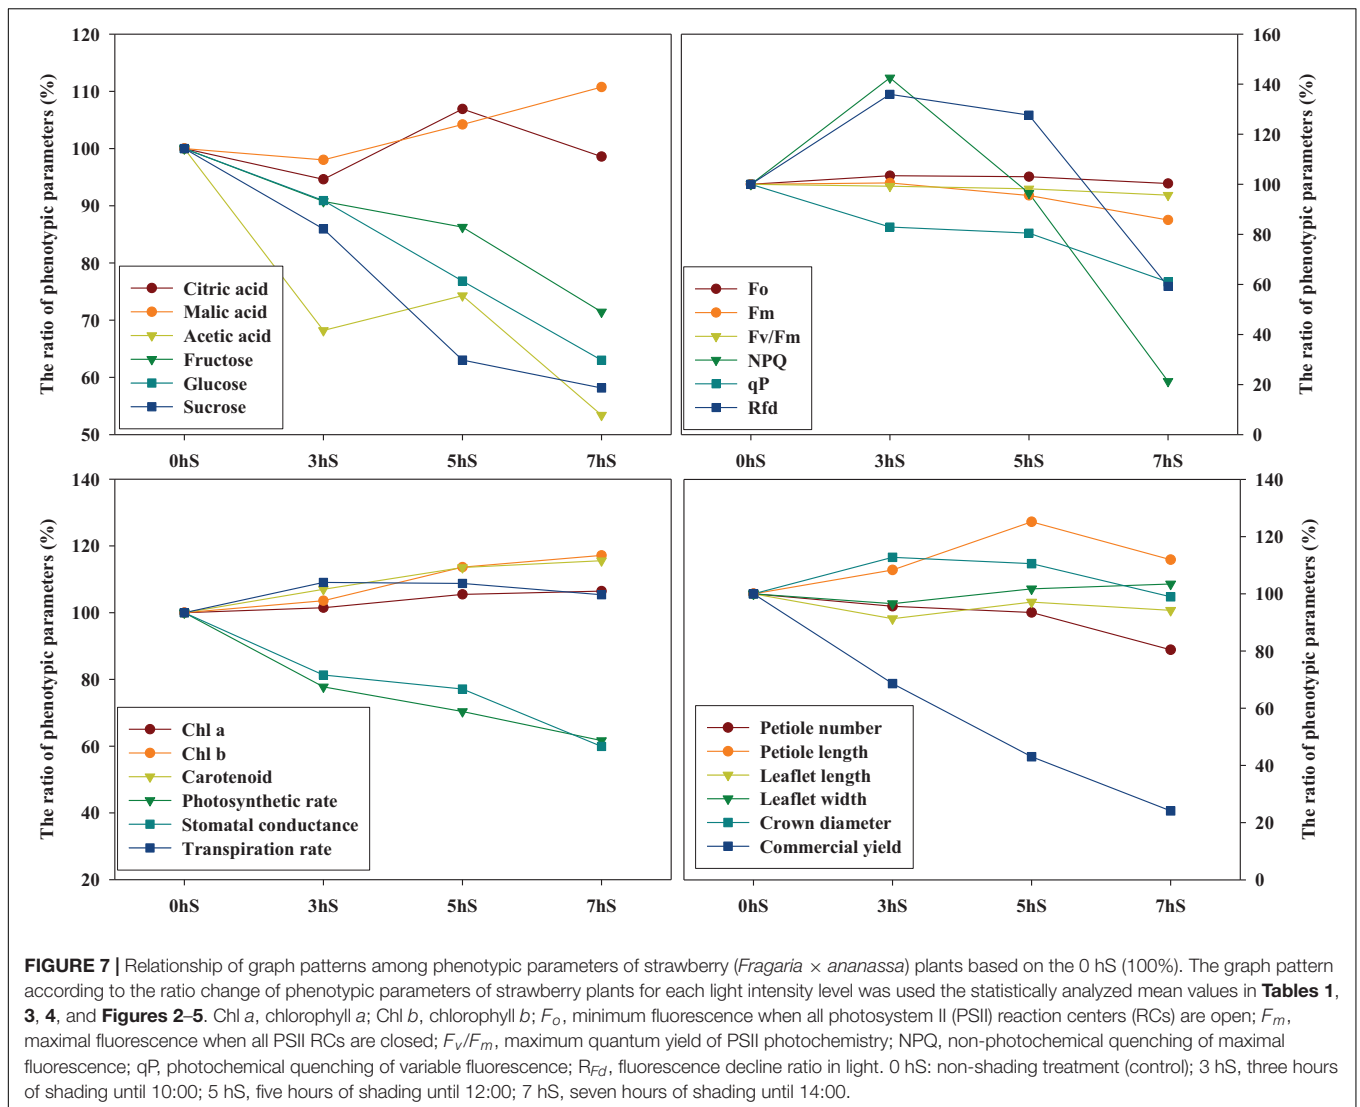 The ratio of phenotypic parameters (%)
120
110
100
90
80
70
60
50
Citric acid
Malic acid
Acetic acid
Fructose
Glucose
Sucrose
0hS 3hS 5hS 7hS
160
140
120
100
80
60
40
20
0
The ratio of phenotypic parameters (%)
Fo
Fm
Fv/Fm
NPQ
qP
Rfd
0hS 3hS 5hS 7hS
The ratio of phenotypic parameters (%)
140
120
100
80
60
40
20
Chl a
Chl b
Carotenoid
Photosynthetic rate
Stomatal conductance
Transpiration rate
0hS 3hS 5hS 7hS
140
120
100
80
60
40
20
0
The ratio of phenotypic parameters (%)
Petiole number
Petiole length
Leaflet length
Leaflet width
Crown diameter
Commercial yield
0hS 3hS 5hS 7hS
FIGURE 7 | Relationship of graph patterns among phenotypic parameters of strawberry (Fragaria × ananassa) plants based on the 0 hS (100%). The graph pattern
according to the ratio change of phenotypic parameters of strawberry plants for each light intensity level was used the statistically analyzed mean values in Tables 1,
3, 4, and Figures 2–5. Chl a, chlorophyll a; Chl b, chlorophyll b; Fo, minimum fluorescence when all photosystem II (PSII) reaction centers (RCs) are open; Fm,
maximal fluorescence when all PSII RCs are closed; Fv/Fm, maximum quantum yield of PSII photochemistry; NPQ, non-photochemical quenching of maximal
fluorescence; qP, photochemical quenching of variable fluorescence; RFd, fluorescence decline ratio in light. 0 hS: non-shading treatment (control); 3 hS, three hours
of shading until 10:00; 5 hS, five hours of shading until 12:00; 7 hS, seven hours of shading until 14:00.